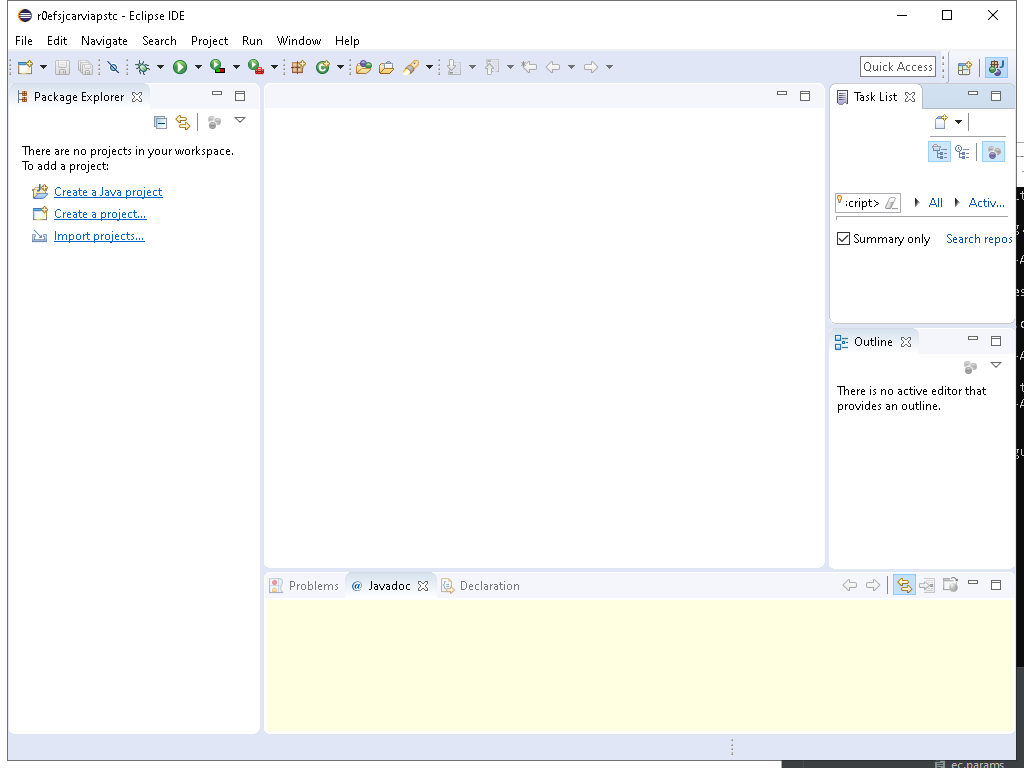 r0efsjcarviapstc - Eclipse IDE
File Edit Navigate Search Project Run Window Help
Quick Access
Package Explorer
There are no projects in your workspace.
To add a project:
Create a Java project
Create a project...
Import projects...
Task List
:cript> All Activ...
Summary only Search repos
Outline
There is no active editor that
provides an outline.
Problems @ Javadoc Declaration
ec.params